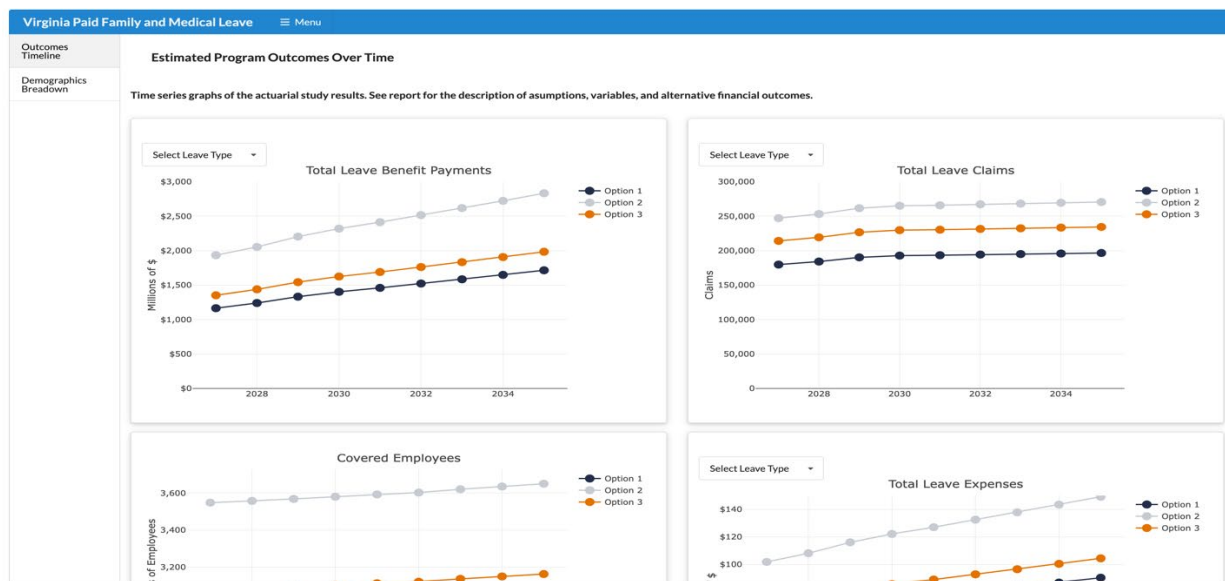 Virginia Paid Family and Medical Leave
Menu
Outcomes
Timeline
Demographics
Breadown
Estimated Program Outcomes Over Time
Time series graphs of the actuarial study results. See report for the description of asumptions, variables, and alternative financial outcomes.
Select Leave Type
Total Leave Benefit Payments
$3,000
$2,500
$2,000
$1,500
$1,000
$500
$0
Millions of $
2028 2030 2032 2034
Option 1
Option 2
Option 3
Select Leave Type
Total Leave Claims
300,000
250,000
200,000
150,000
100,000
50,000
0
Claims
2028 2030 2032 2034
Option 1
Option 2
Option 3
Covered Employees
3,600
3,400
3,200
of Employees
Option 1
Option 2
Option 3
Select Leave Type
Total Leave Expenses
$140
$120
$100
$
Option 1
Option 2
Option 3